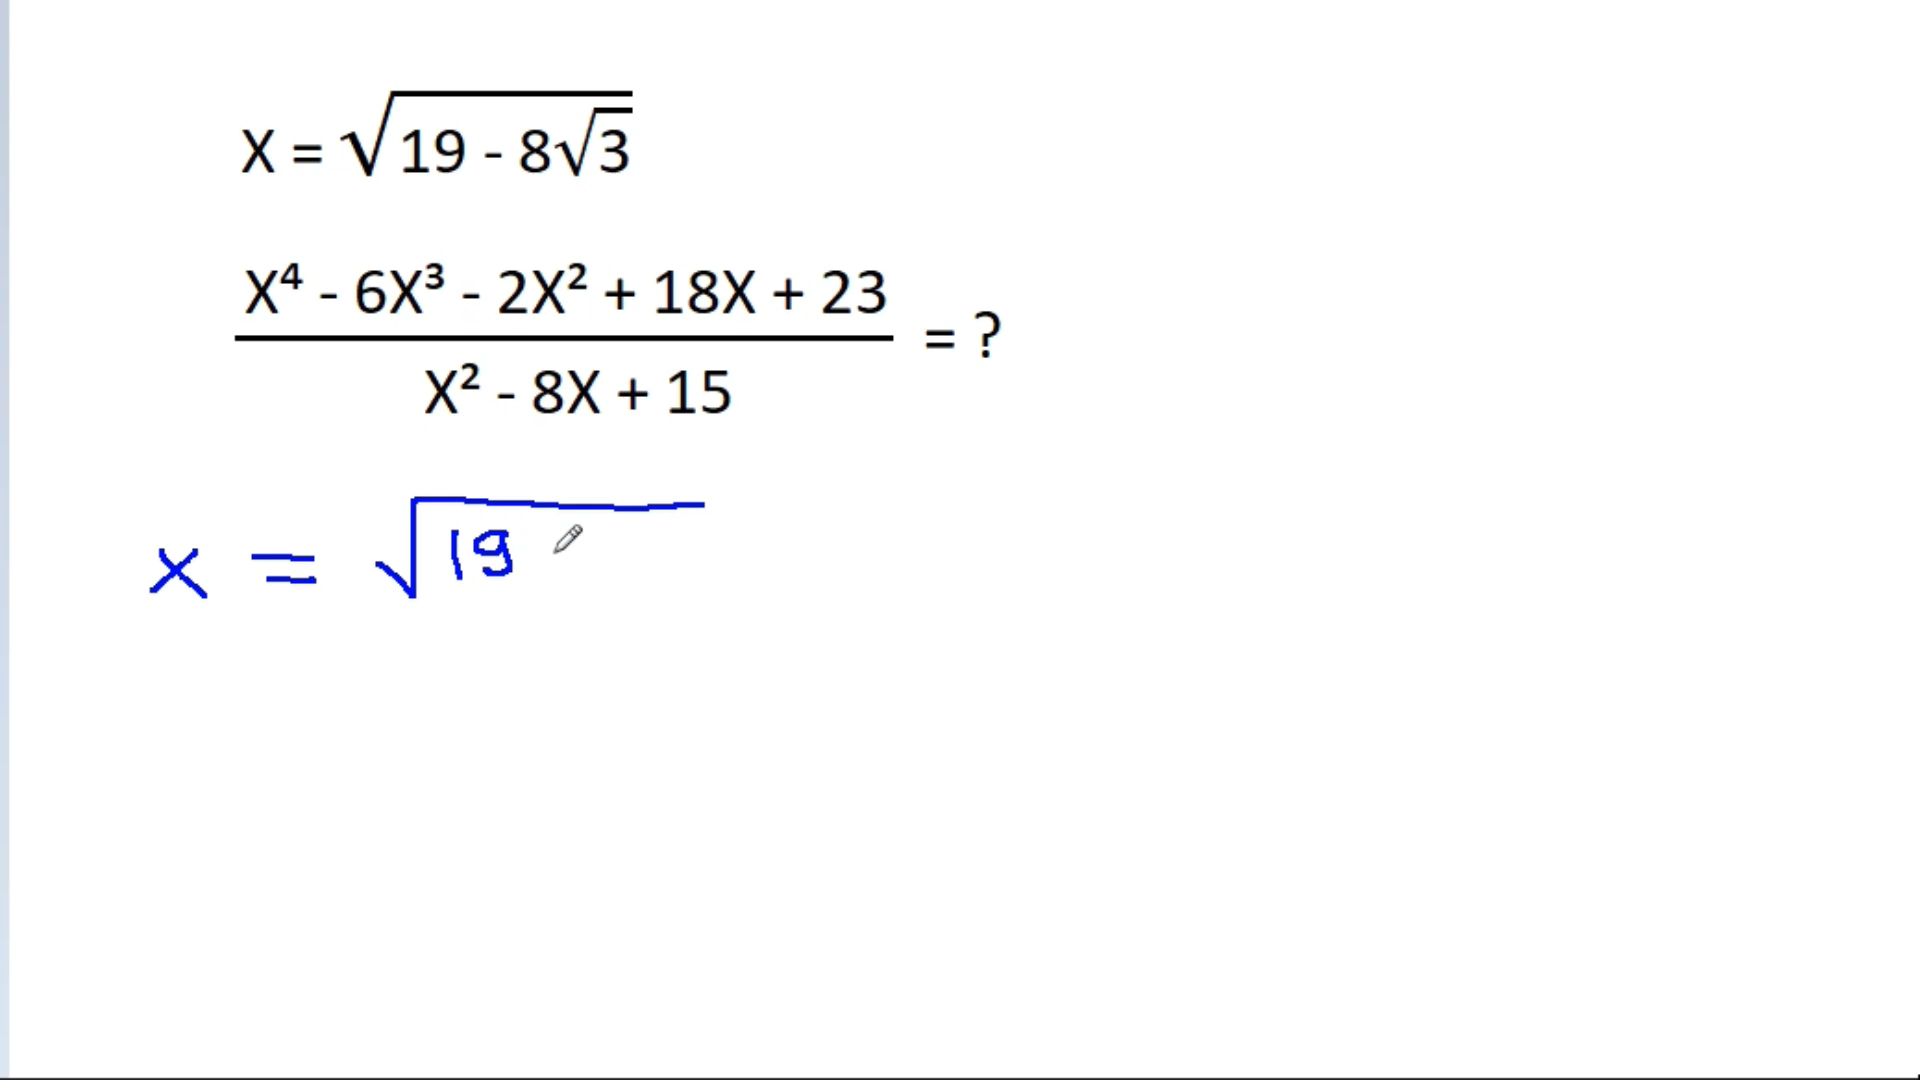 X = √19 - 8√3
X⁴ - 6X³ - 2X² + 18X + 23
= ?
X² - 8X + 15
x = √19